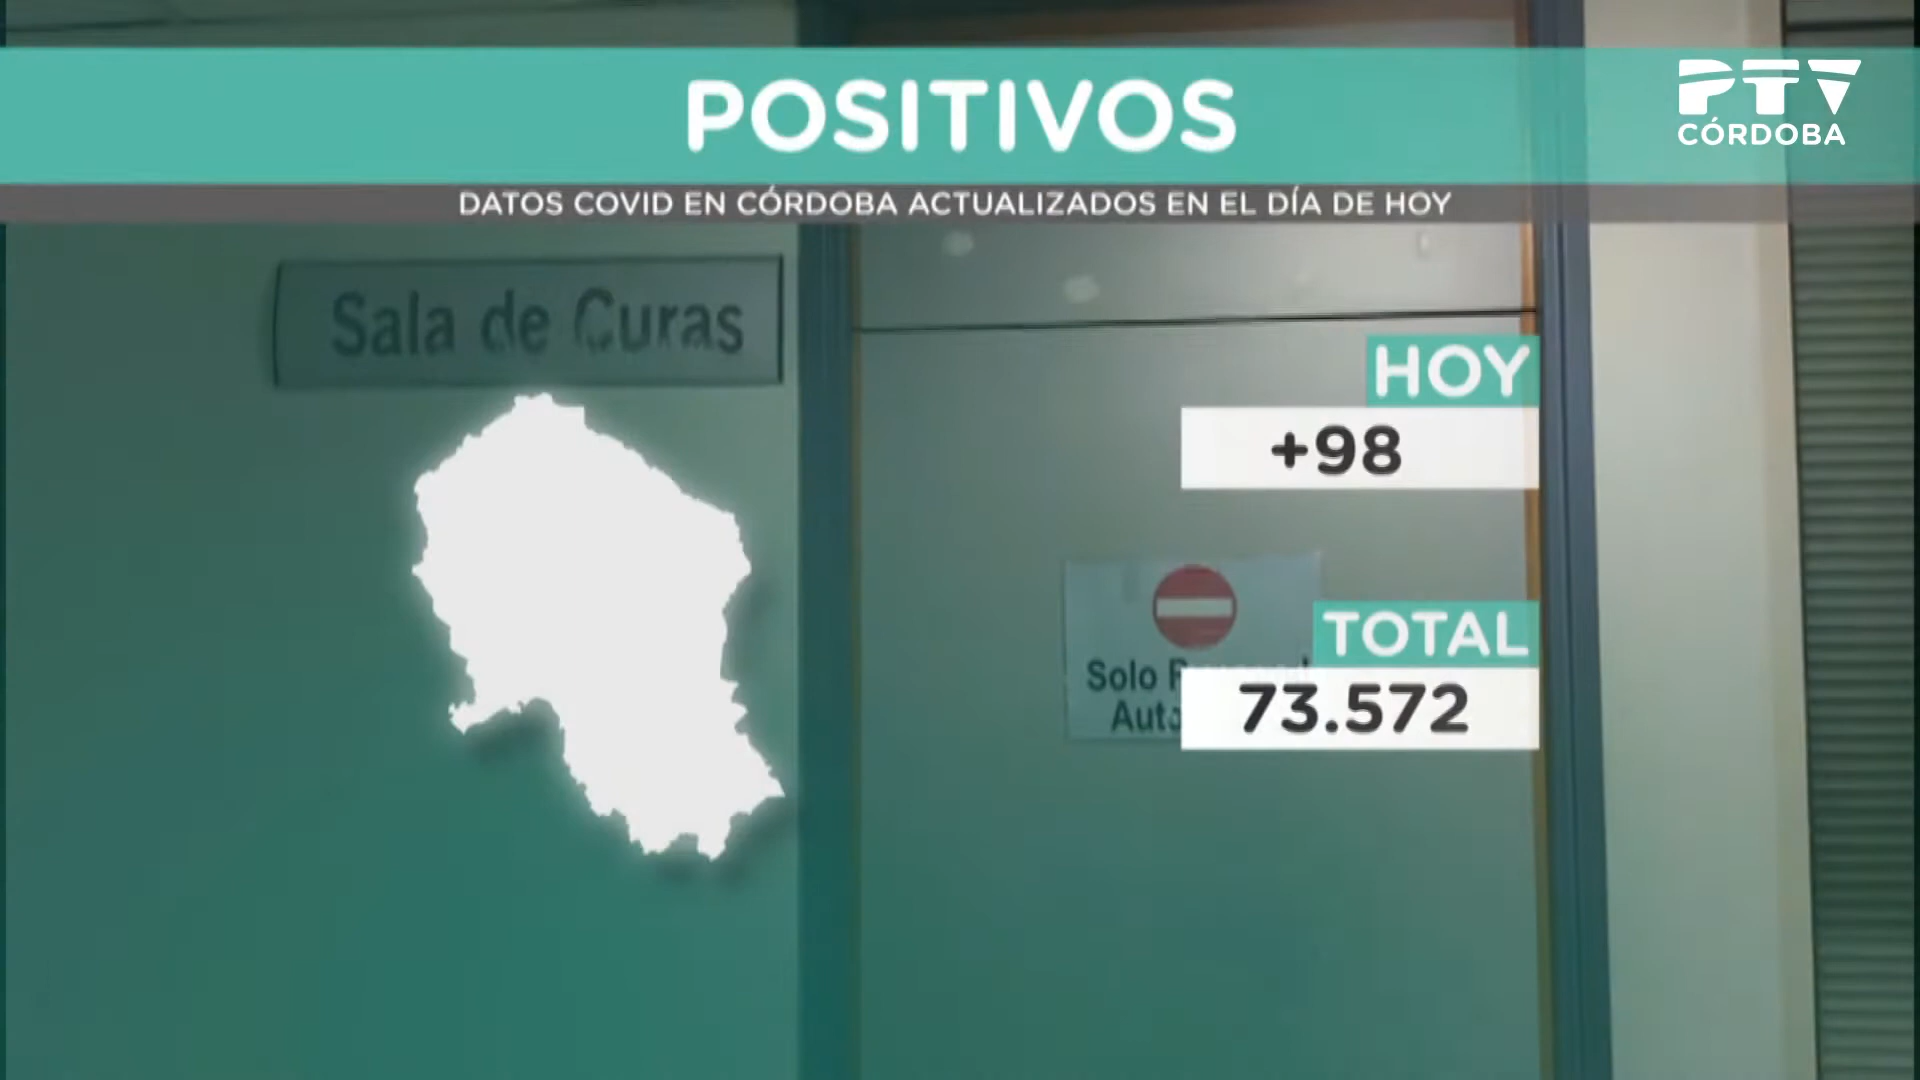 POSITIVOS
PTV
CÓRDOBA
DATOS COVID EN CÓRDOBA ACTUALIZADOS EN EL DÍA DE HOY
Sala de Curas
HOY
+98
TOTAL
73.572
Solo